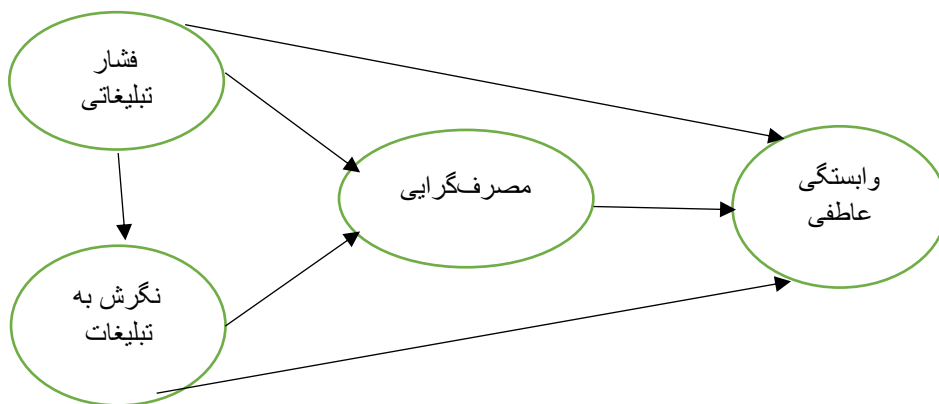 فشار
تبلیغاتی
مصرف‌گرایی
وابستگی
عاطفی
نگرش به
تبلیغات